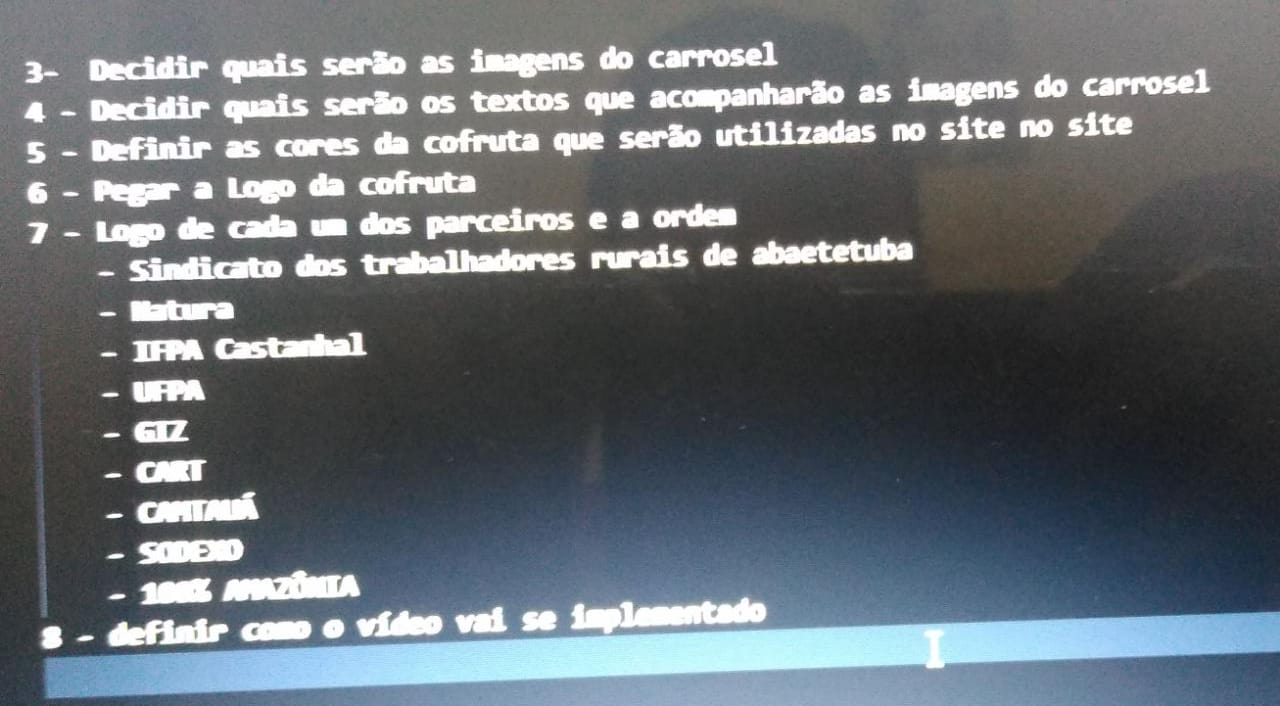 3- Decidir quais serão as imagens do carrosel
4 - Decidir quais serão os textos que acompanharão as imagens do carrosel
5 - Definir as cores da cofruta que serão utilizadas no site no site
6 - Pegar a Logo da cofruta
7 - Logo de cada um dos parceiros e a ordem
- Sindicato dos trabalhadores rurais de abaetetuba
- Natura
- IFPA Castanhal
- UFPA
- GIZ
- CART
- CAMTAUÁ
- SODEXO
- 100% AMAZÔNIA
8 - definir como o vídeo vai se implementado